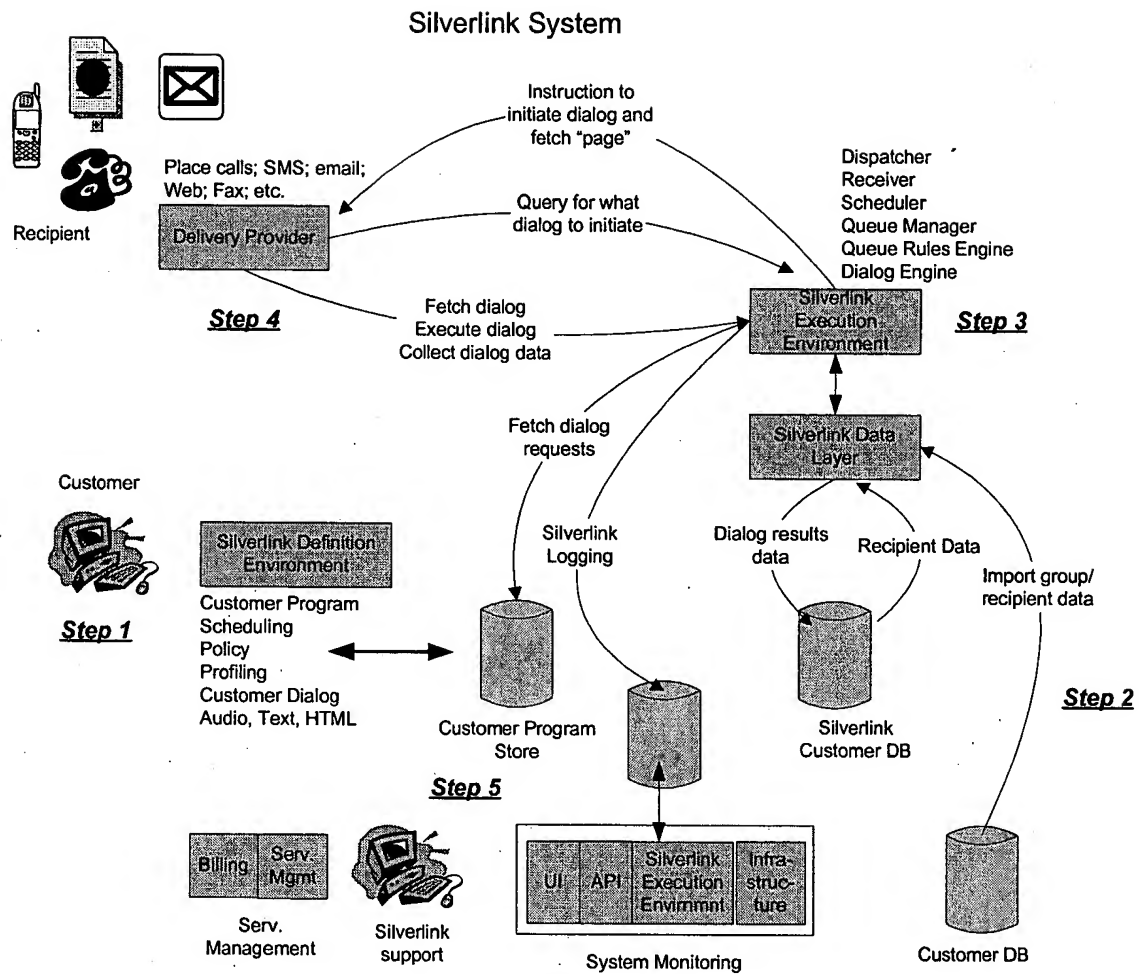 Silverlink System
Instruction to
initiate dialog and
fetch “page”
Place calls; SMS; email;
Web; Fax; etc.
Recipient
Delivery Provider
Query for what
dialog to initiate
Dispatcher
Receiver
Scheduler
Queue Manager
Queue Rules Engine
Dialog Engine
Step 4
Fetch dialog
Execute dialog
Collect dialog data
Silverlink
Execution
Environment
Step 3
Fetch dialog
requests
Silverlink Data
Layer
Customer
Silverlink Definition
Environment
Silverlink
Logging
Dialog results
data
Recipient Data
Import group/
recipient data
Step 1
Customer Program
Scheduling
Policy
Profiling
Customer Dialog
Audio, Text, HTML
Customer Program
Store
Silverlink
Customer DB
Step 2
Step 5
Billing
Serv.
Mgmt
Serv.
Management
Silverlink
support
UI
API
Silverlink
Execution
Envirnmnt
Infra-
struc-
ture
System Monitoring
Customer DB